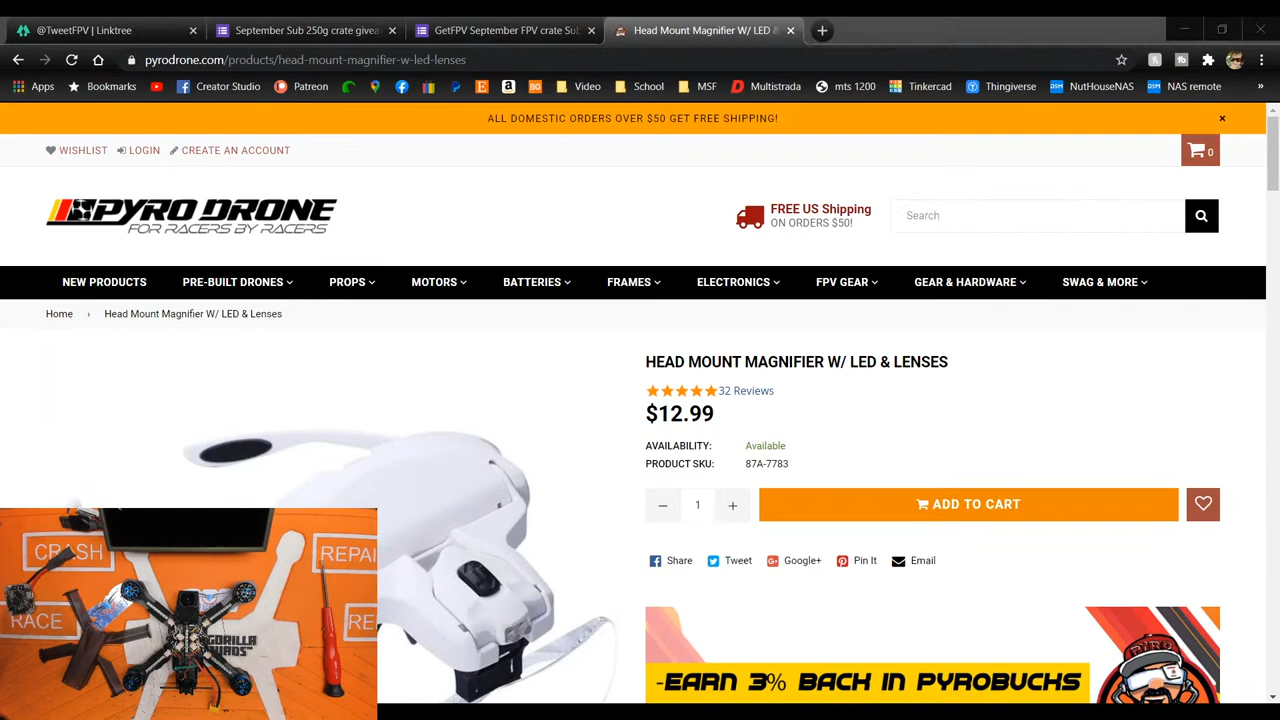 @TweetFPV | Linktree
September Sub 250g crate givea
GetFPV September FPV crate Sub
Head Mount Magnifier W/ LED &
pyrodrone.com/products/head-mount-magnifier-w-led-lenses
Apps Bookmarks Creator Studio Patreon Video School MSF Multistrada mts 1200 Tinkercad Thingiverse NutHouseNAS NAS remote »
ALL DOMESTIC ORDERS OVER $50 GET FREE SHIPPING! ×
WISHLIST LOGIN CREATE AN ACCOUNT 0
PYRO DRONE
FOR RACERS BY RACERS
FREE US Shipping
ON ORDERS $50!
Search
NEW PRODUCTS PRE-BUILT DRONES PROPS MOTORS BATTERIES FRAMES ELECTRONICS FPV GEAR GEAR & HARDWARE SWAG & MORE
Home › Head Mount Magnifier W/ LED & Lenses
HEAD MOUNT MAGNIFIER W/ LED & LENSES
32 Reviews
$12.99
AVAILABILITY: Available
PRODUCT SKU: 87A-7783
− 1 + ADD TO CART
Share Tweet Google+ Pin It Email
-EARN 3% BACK IN PYROBUCKS
PYRO
CRASH
REPAI
RACE
RE
GORILLA
QUADS